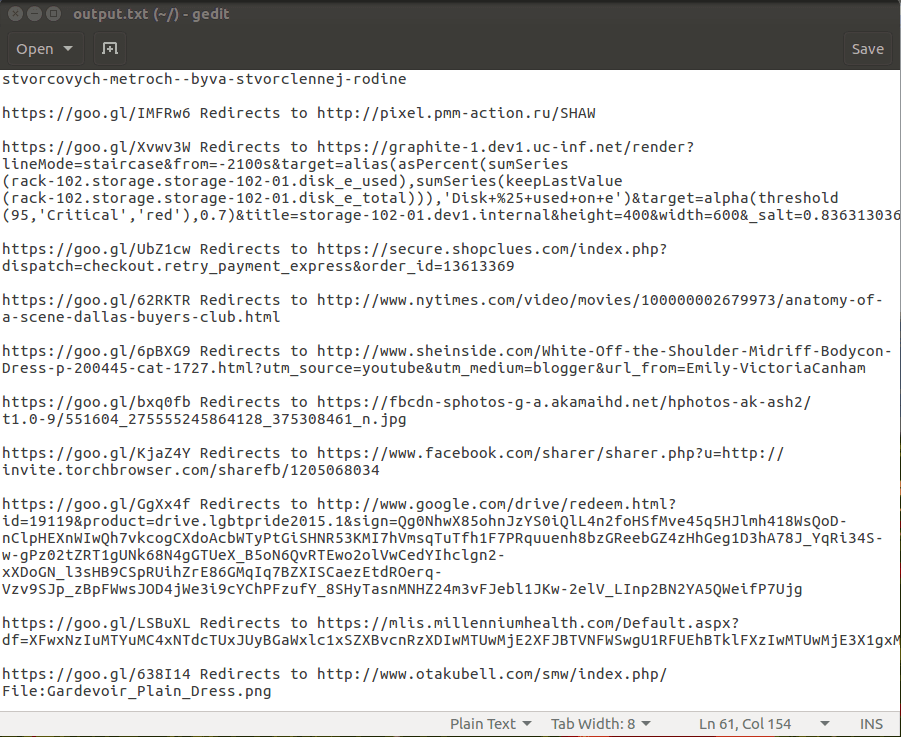 output.txt (~/) - gedit
Open
Save
stvorcovych-metroch--byva-stvorclennej-rodine
https://goo.gl/IMFRw6 Redirects to http://pixel.pmm-action.ru/SHAW
https://goo.gl/Xvwv3W Redirects to https://graphite-1.dev1.uc-inf.net/render?
lineMode=staircase&from=-2100s&target=alias(asPercent(sumSeries
(rack-102.storage.storage-102-01.disk_e_used),sumSeries(keepLastValue
(rack-102.storage.storage-102-01.disk_e_total))),'Disk+%25+used+on+e')&target=alpha(threshold
(95,'Critical','red'),0.7)&title=storage-102-01.dev1.internal&height=400&width=600&_salt=0.836313036
https://goo.gl/UbZ1cw Redirects to https://secure.shopclues.com/index.php?
dispatch=checkout.retry_payment_express&order_id=13613369
https://goo.gl/62RKTR Redirects to http://www.nytimes.com/video/movies/100000002679973/anatomy-of-
a-scene-dallas-buyers-club.html
https://goo.gl/6pBXG9 Redirects to http://www.sheinside.com/White-Off-the-Shoulder-Midriff-Bodycon-
Dress-p-200445-cat-1727.html?utm_source=youtube&utm_medium=blogger&url_from=Emily-VictoriaCanham
https://goo.gl/bxq0fb Redirects to https://fbcdn-sphotos-g-a.akamaihd.net/hphotos-ak-ash2/
t1.0-9/551604_275555245864128_375308461_n.jpg
https://goo.gl/KjaZ4Y Redirects to https://www.facebook.com/sharer/sharer.php?u=http://
invite.torchbrowser.com/sharefb/1205068034
https://goo.gl/GgXx4f Redirects to http://www.google.com/drive/redeem.html?
id=19119&product=drive.lgbtpride2015.1&sign=Qg0NhwX85ohnJzYS0iQlL4n2foHSfMve45q5HJlmh418WsQoD-
nClpHEXnWIwQh7vkcogCXdoAcbWTyPtGiSHNR53KMI7hVmsqTuTfh1F7PRquuenh8bzGReebGZ4zHhGeg1D3hA78J_YqRi34S-
w-gPz02tZRT1gUNk68N4gGTUeX_B5oN6QvRTEwo2olVwCedYIhclgn2-
xXDoGN_l3sHB9CSpRUihZrE86GMqIq7BZXISCaezEtdROerq-
Vzv9SJp_zBpFWwsJOD4jWe3i9cYChPFzufY_8SHyTasnMNHZ24m3vFJebl1JKw-2elV_LInp2BN2YA5QWeifP7Ujg
https://goo.gl/LSBuXL Redirects to https://mlis.millenniumhealth.com/Default.aspx?
df=XFwxNzIuMTYuMC4xNTdcTUxJUyBGaWxlc1xSZXBvcnRzXDIwMTUwMjE2XFJBTVNFWSwgU1RFUEhBTklFXzIwMTUwMjE3X1gxM
https://goo.gl/638I14 Redirects to http://www.otakubell.com/smw/index.php/
File:Gardevoir_Plain_Dress.png
Plain Text Tab Width: 8 Ln 61, Col 154 INS